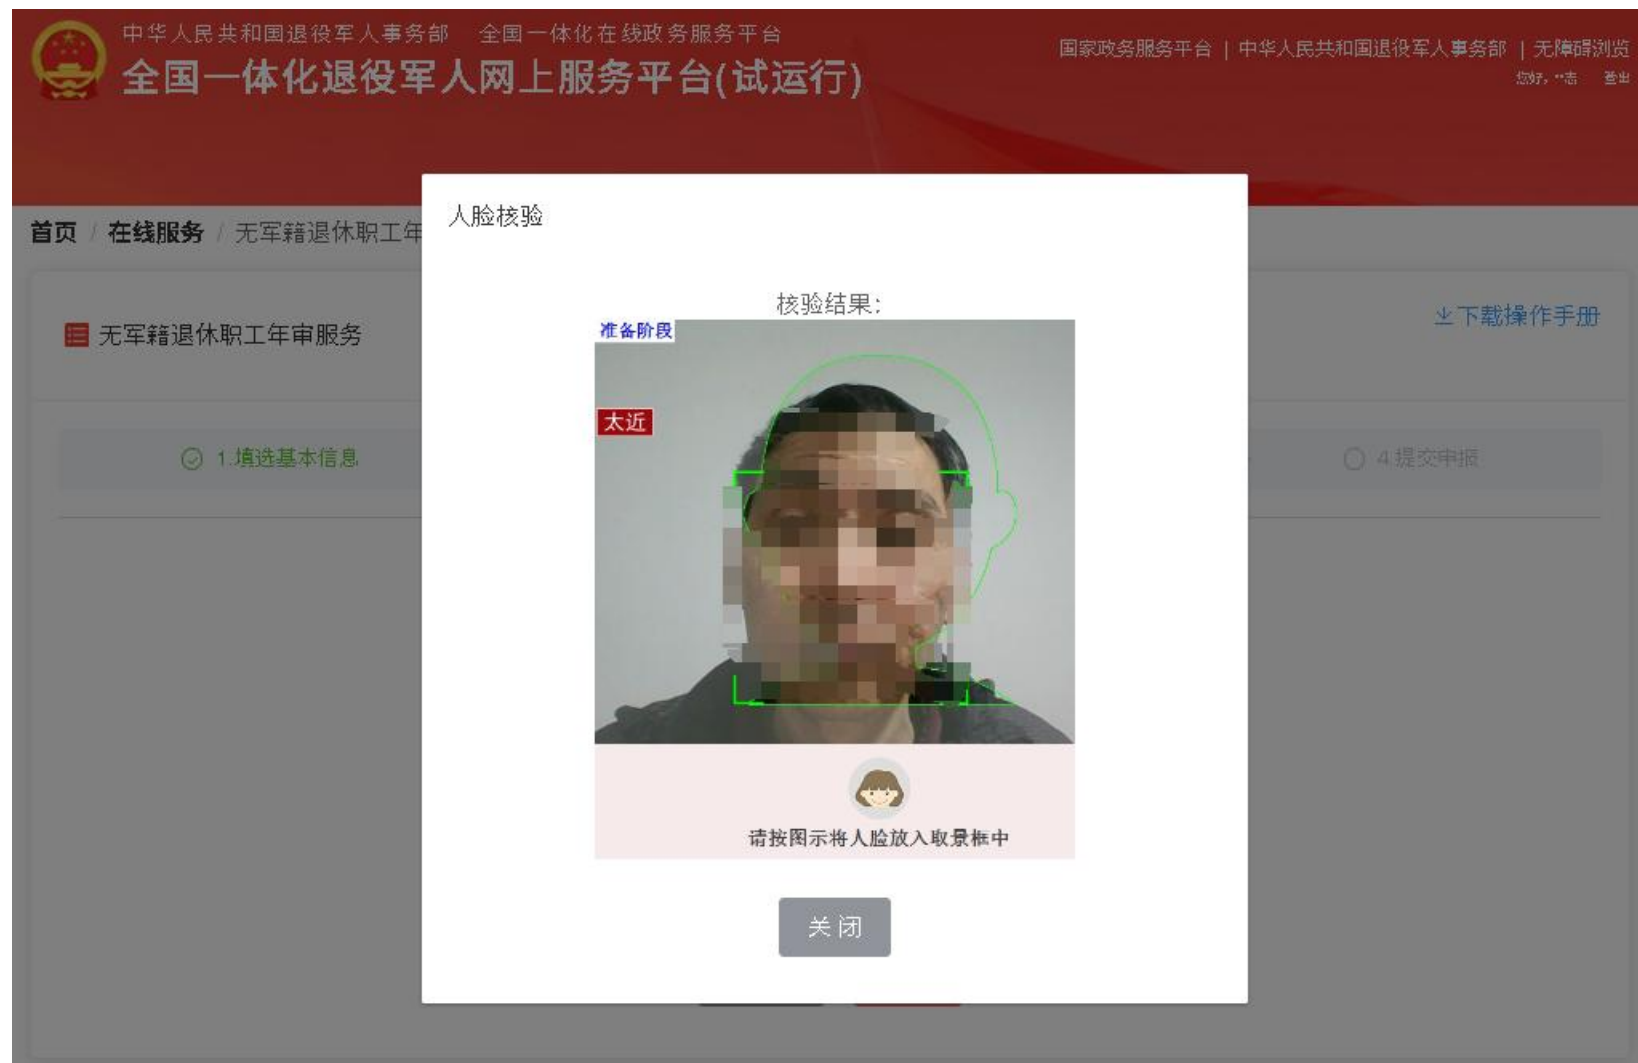 中华人民共和国退役军人事务部 全国一体化在线政务服务平台
全国一体化退役军人网上服务平台(试运行)
国家政务服务平台 | 中华人民共和国退役军人事务部 | 无障碍浏览
您好, **志 登出
首页 / 在线服务 / 无军籍退休职工年
人脸核验
核验结果:
准备阶段
下载操作手册
无军籍退休职工年审服务
太近
1.填选基本信息
4.提交申报
请按图示将人脸放入取景框中
关闭